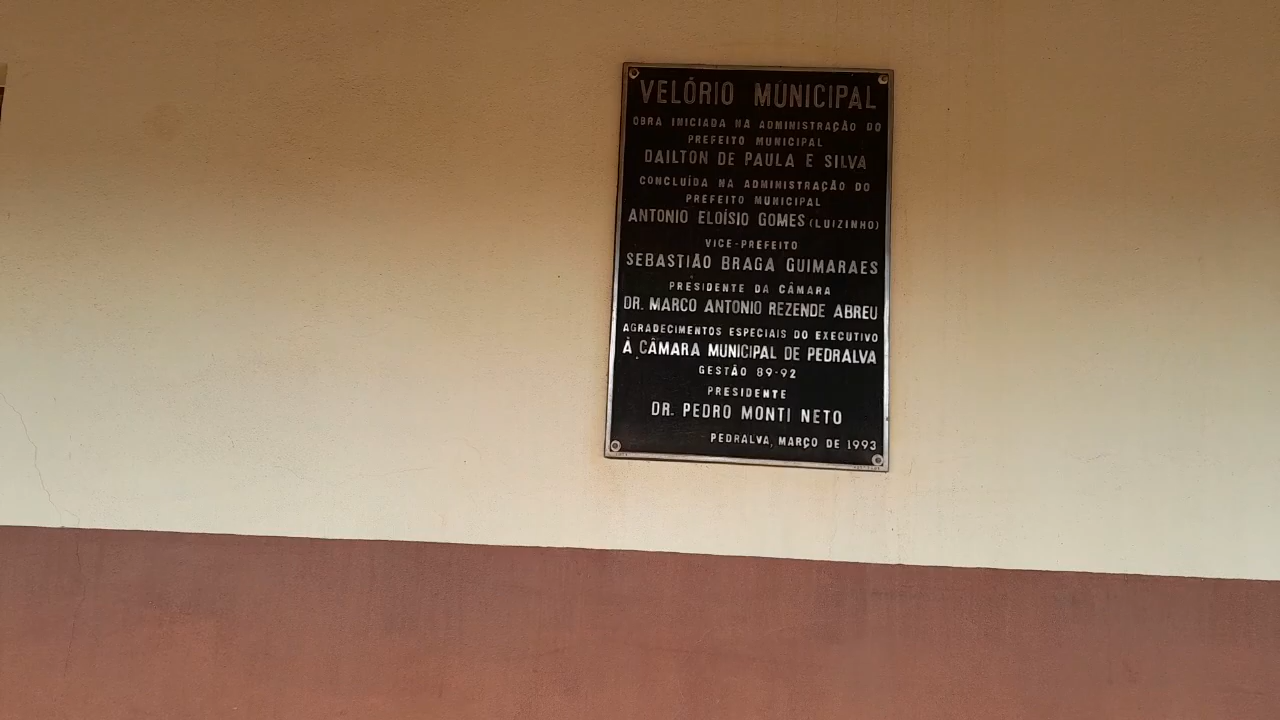 VELÓRIO MUNICIPAL
OBRA INICIADA NA ADMINISTRAÇÃO DO
PREFEITO MUNICIPAL
DAILTON DE PAULA E SILVA
CONCLUÍDA NA ADMINISTRAÇÃO DO
PREFEITO MUNICIPAL
ANTONIO ELOÍSIO GOMES (LUIZINHO)
VICE-PREFEITO
SEBASTIÃO BRAGA GUIMARAES
PRESIDENTE DA CÂMARA
DR. MARCO ANTONIO REZENDE ABREU
AGRADECIMENTOS ESPECIAIS DO EXECUTIVO
À CÂMARA MUNICIPAL DE PEDRALVA
GESTÃO 89-92
PRESIDENTE
DR. PEDRO MONTI NETO
PEDRALVA, MARÇO DE 1993